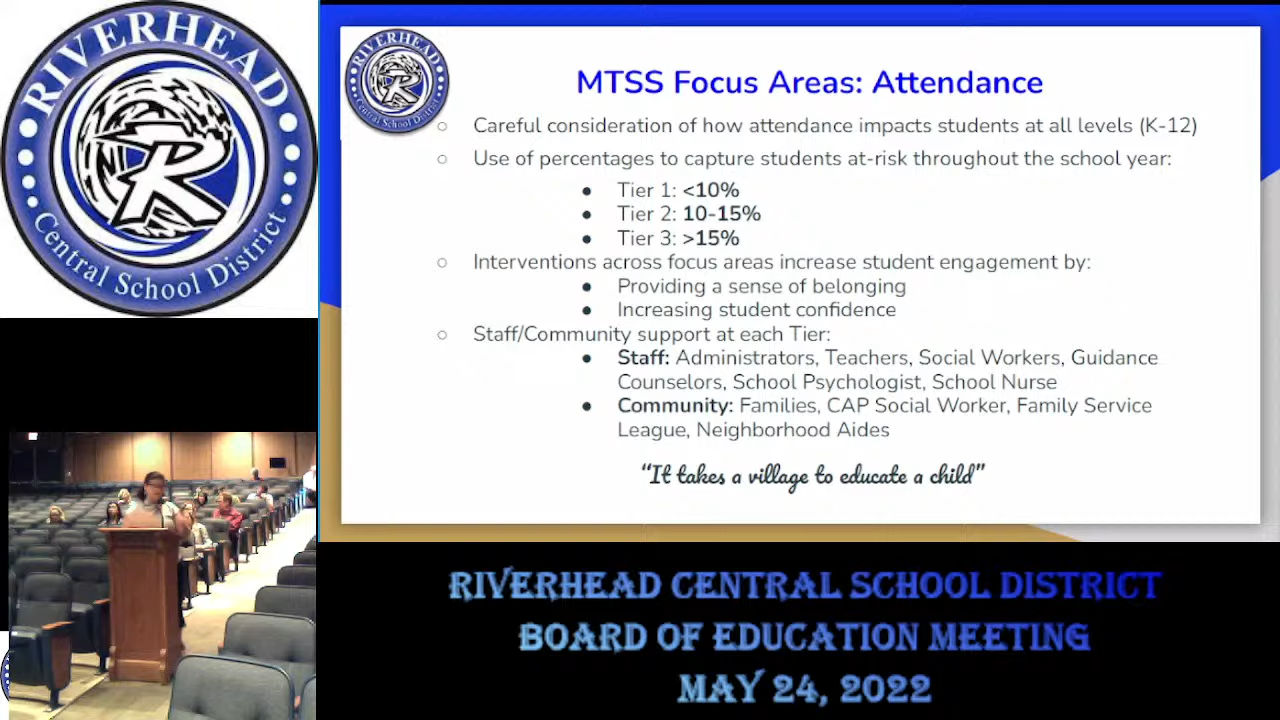 RIVERHEAD
R
Central School District
RIVERHEAD
R
Central School District
MTSS Focus Areas: Attendance
Careful consideration of how attendance impacts students at all levels (K-12)
Use of percentages to capture students at-risk throughout the school year:
Tier 1: <10%
Tier 2: 10-15%
Tier 3: >15%
Interventions across focus areas increase student engagement by:
Providing a sense of belonging
Increasing student confidence
Staff/Community support at each Tier:
Staff: Administrators, Teachers, Social Workers, Guidance
Counselors, School Psychologist, School Nurse
Community: Families, CAP Social Worker, Family Service
League, Neighborhood Aides
“It takes a village to educate a child”
RIVERHEAD CENTRAL SCHOOL DISTRICT
BOARD OF EDUCATION MEETING
MAY 24, 2022